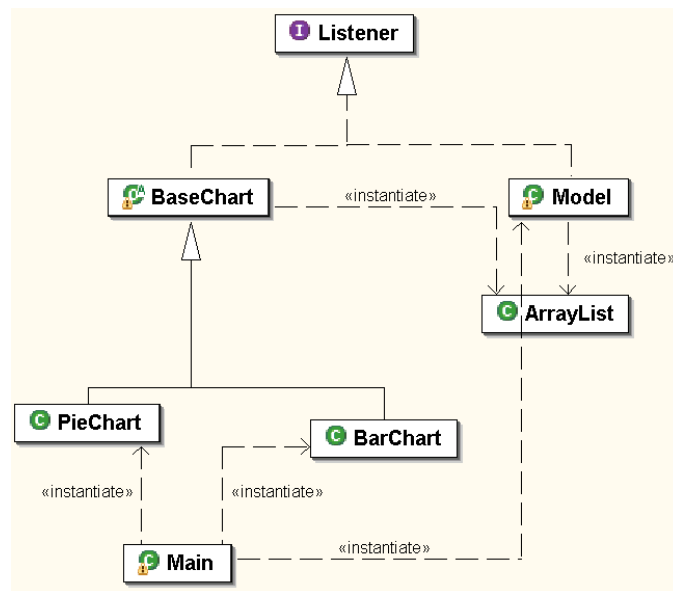 I Listener
C A BaseChart
«instantiate»
C Model
«instantiate»
C ArrayList
C PieChart
C BarChart
«instantiate»
«instantiate»
«instantiate»
C Main